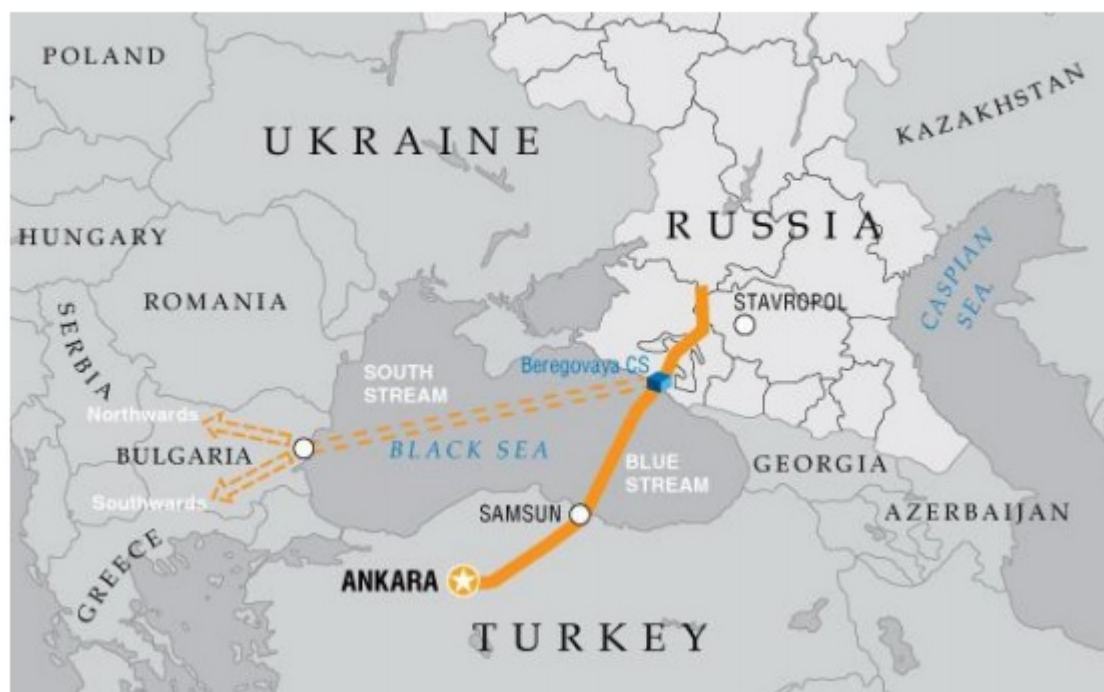 POLAND
UKRAINE
KAZAKHSTAN
HUNGARY
RUSSIA
CASPIAN
SEA
ROMANIA
STAVROPOL
SERBIA
Beregovaya CS
SOUTH
STREAM
Northwards
BULGARIA
BLACK SEA
BLUE
STREAM
GEORGIA
Southwards
SAMSUN
AZERBAIJAN
GREECE
ANKARA
TURKEY